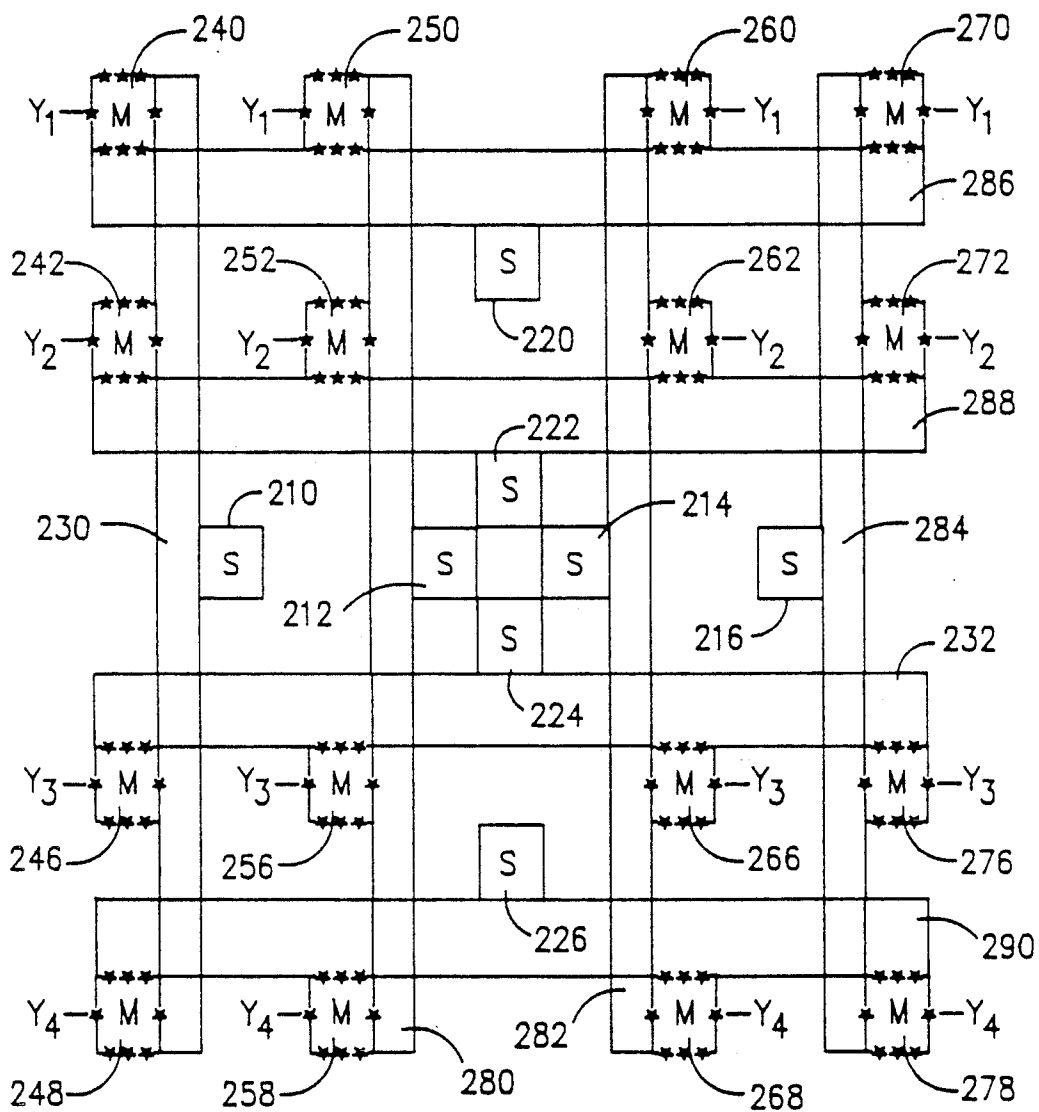 240 250 260 270
Y1 M Y1 M M Y1 M Y1
286
S
242 252 262 272
220
Y2 M Y2 M M Y2 M Y2
288
222
S
210 214
230 284
S S S S
212 216
S 232
224
Y3 M Y3 M M Y3 M Y3
246 256 S 266 276
226
290
Y4 M Y4 M 282 M Y4 M Y4
248 258 280 268 278